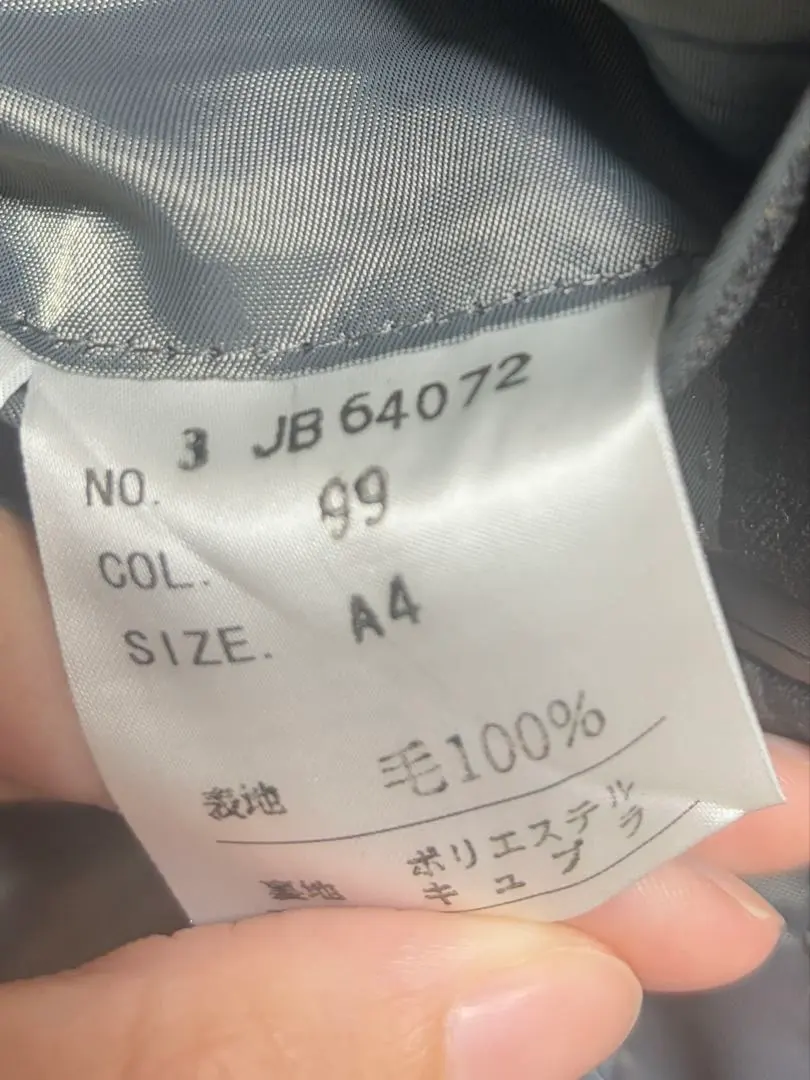 NO. 3 JB 64072
COL. 99
SIZE. A4
表地 毛100%
裏地 ポリエステル
キュプラ